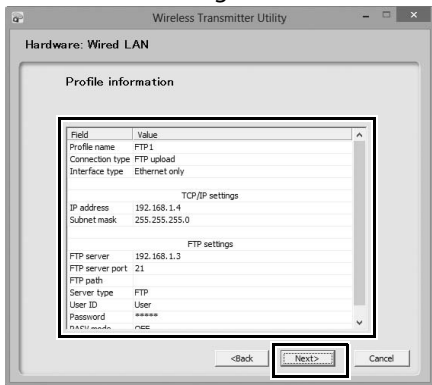 Wireless Transmitter Utility
Hardware: Wired LAN
Profile information
Field Value
Profile name FTP1
Connection type FTP upload
Interface type Ethernet only
TCP/IP settings
IP address 192.168.1.4
Subnet mask 255.255.255.0
FTP settings
FTP server 192.168.1.3
FTP server port 21
FTP path
Server type FTP
User ID User
Password *****
PASV mode OFF
<Back Next> Cancel